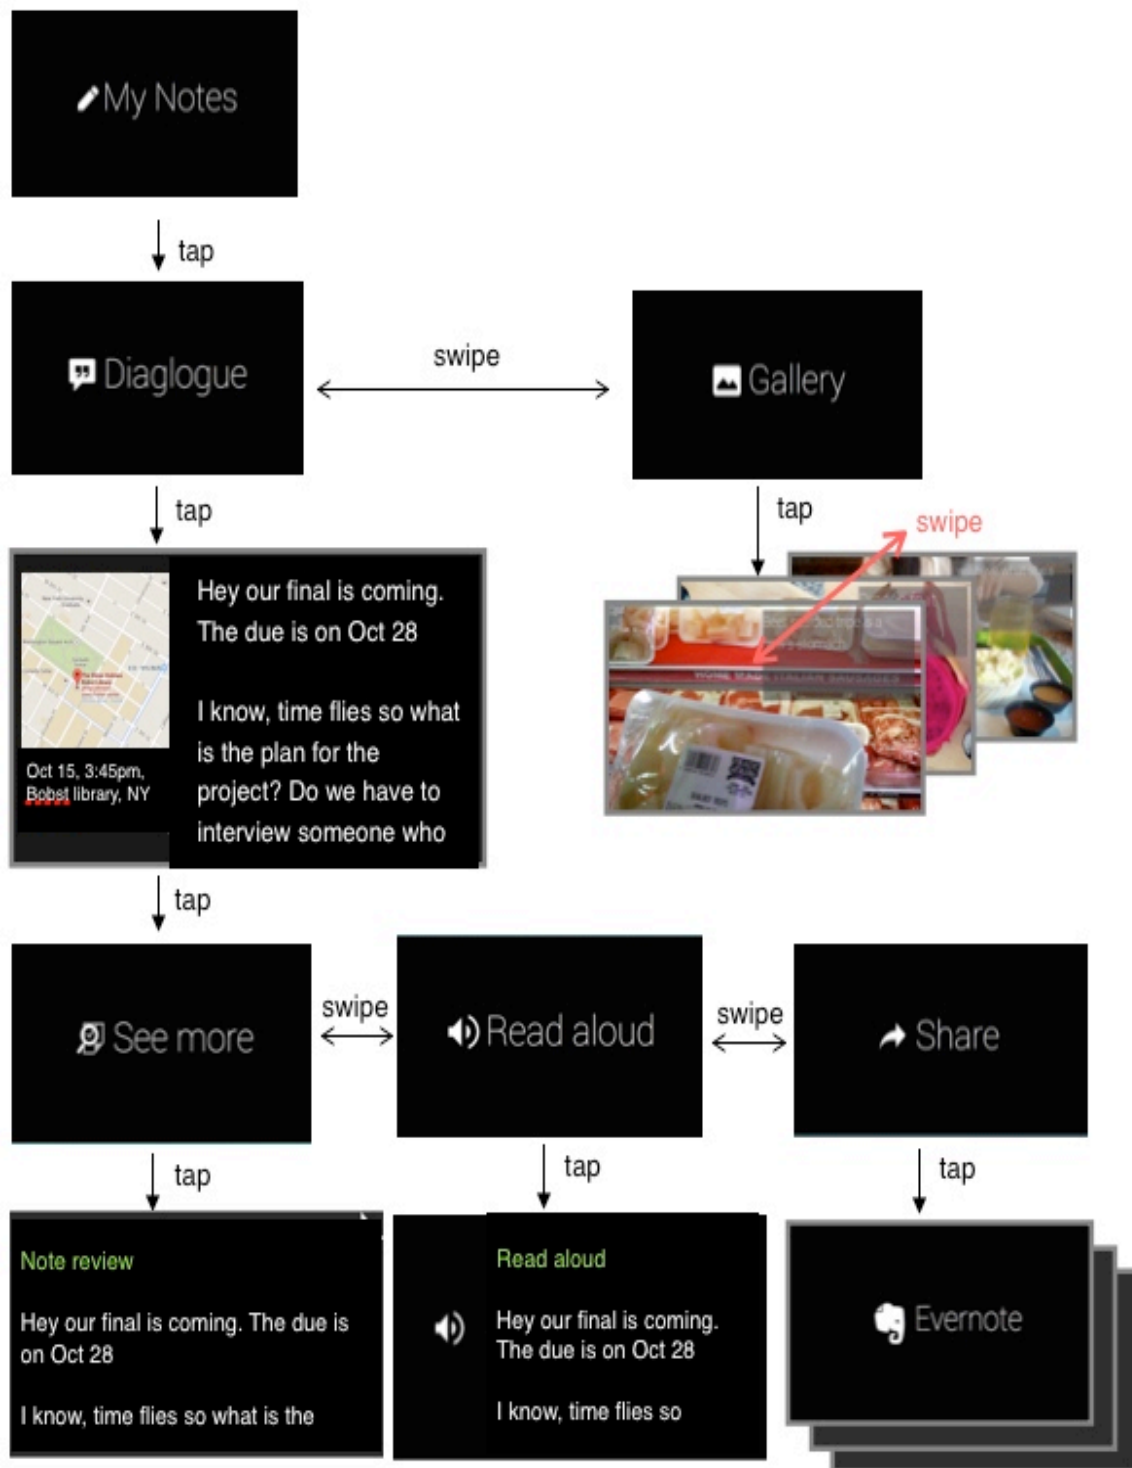 My Notes
tap
Diaglogue
swipe
Gallery
tap
tap
swipe
Hey our final is coming.
The due is on Oct 28
I know, time flies so what
is the plan for the
project? Do we have to
interview someone who
Oct 15, 3:45pm,
Bobst library, NY
HOME MADE ITALIAN SAUSAGES
tap
See more
swipe
Read aloud
swipe
Share
tap
tap
tap
Note review
Hey our final is coming. The due is
on Oct 28
I know, time flies so what is the
Read aloud
Hey our final is coming.
The due is on Oct 28
I know, time flies so
Evernote